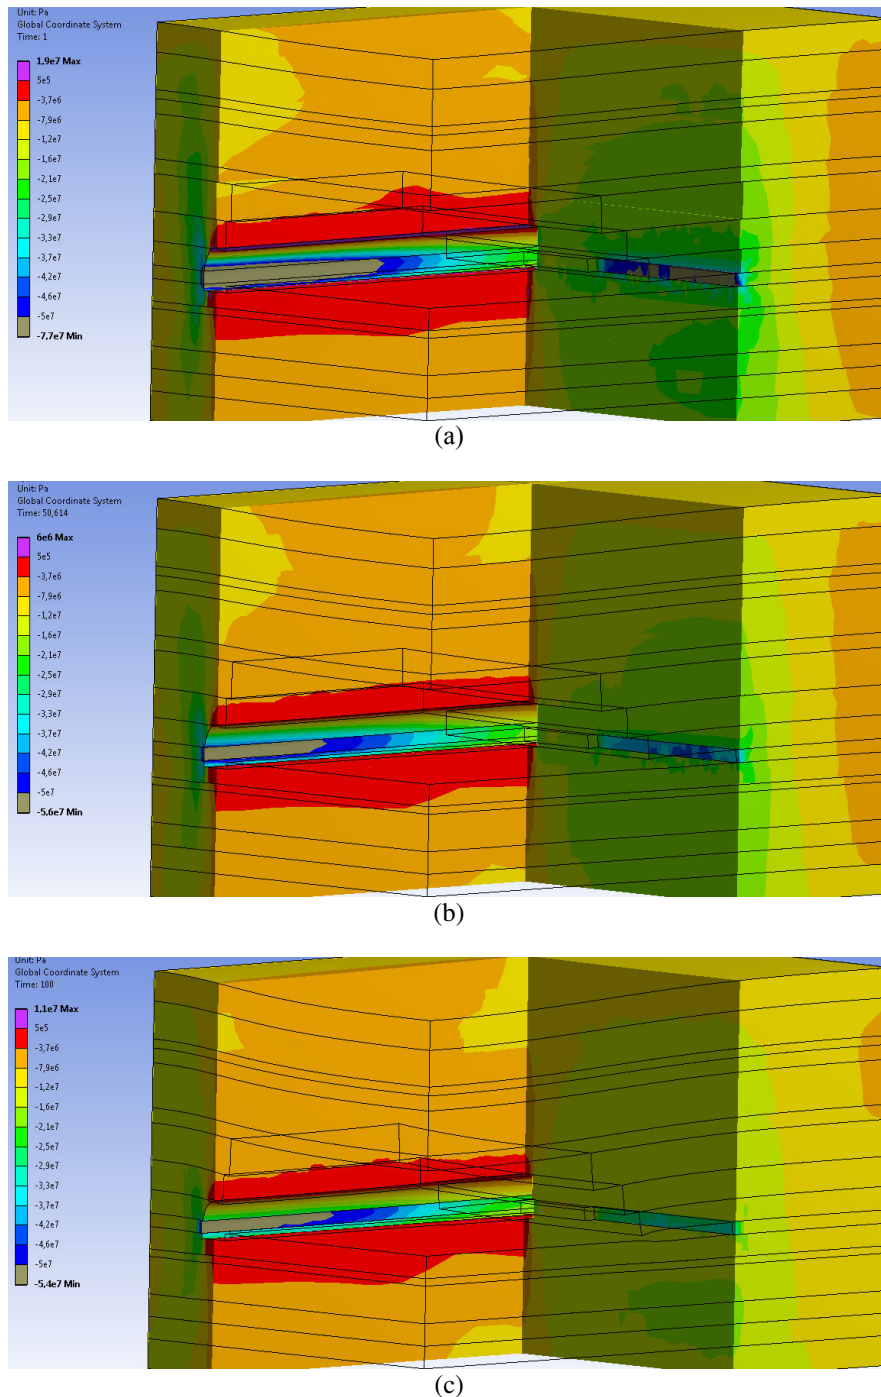 Unit: Pa
Global Coordinate System
Time: 1
1,9e7 Max
5e5
-3,7e6
-7,9e6
-1,2e7
-1,6e7
-2,1e7
-2,5e7
-2,9e7
-3,3e7
-3,7e7
-4,2e7
-4,6e7
-5e7
-7,7e7 Min
(a)
Unit: Pa
Global Coordinate System
Time: 50,614
6e6 Max
5e5
-3,7e6
-7,9e6
-1,2e7
-1,6e7
-2,1e7
-2,5e7
-2,9e7
-3,3e7
-3,7e7
-4,2e7
-4,6e7
-5e7
-5,6e7 Min
(b)
Unit: Pa
Global Coordinate System
Time: 100
1,1e7 Max
5e5
-3,7e6
-7,9e6
-1,2e7
-1,6e7
-2,1e7
-2,5e7
-2,9e7
-3,3e7
-3,7e7
-4,2e7
-4,6e7
-5e7
-5,4e7 Min
(c)